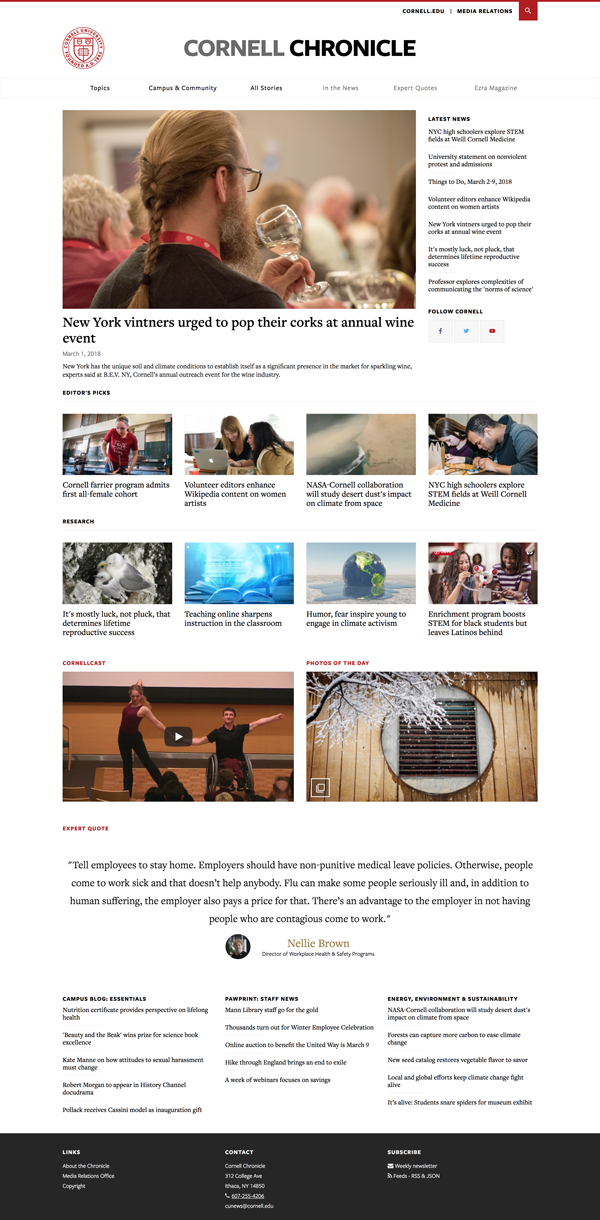 CORNELL.EDU | MEDIA RELATIONS
CORNELL UNIVERSITY
FOUNDED A.D. 1865
CORNELL CHRONICLE
Topics Campus & Community All Stories In the News Expert Quotes Ezra Magazine
New York vintners urged to pop their corks at annual wine
event
March 1, 2018
New York has the unique soil and climate conditions to establish itself as a significant presence in the market for sparkling wine,
experts said at B.E.V. NY, Cornell's annual outreach event for the wine industry.
LATEST NEWS
NYC high schoolers explore STEM
fields at Weill Cornell Medicine
University statement on nonviolent
protest and admissions
Things to Do, March 2-9, 2018
Volunteer editors enhance Wikipedia
content on women artists
New York vintners urged to pop their
corks at annual wine event
It's mostly luck, not pluck, that
determines lifetime reproductive
success
Professor explores complexities of
communicating the 'norms of science'
FOLLOW CORNELL
EDITOR'S PICKS
Cornell farrier program admits
first all-female cohort
Volunteer editors enhance
Wikipedia content on women
artists
NASA-Cornell collaboration
will study desert dust's impact
on climate from space
NYC high schoolers explore
STEM fields at Weill Cornell
Medicine
RESEARCH
It's mostly luck, not pluck, that
determines lifetime
reproductive success
Teaching online sharpens
instruction in the classroom
Humor, fear inspire young to
engage in climate activism
Enrichment program boosts
STEM for black students but
leaves Latinos behind
CORNELLCAST
PHOTOS OF THE DAY
EXPERT QUOTE
"Tell employees to stay home. Employers should have non-punitive medical leave policies. Otherwise, people
come to work sick and that doesn't help anybody. Flu can make some people seriously ill and, in addition to
human suffering, the employer also pays a price for that. There's an advantage to the employer in not having
people who are contagious come to work."
Nellie Brown
Director of Workplace Health & Safety Programs
CAMPUS BLOG: ESSENTIALS
Nutrition certificate provides perspective on lifelong
health
'Beauty and the Beak' wins prize for science book
excellence
Kate Manne on how attitudes to sexual harassment
must change
Robert Morgan to appear in History Channel
docudrama
Pollack receives Cassini model as inauguration gift
PAWPRINT: STAFF NEWS
Mann Library staff go for the gold
Thousands turn out for Winter Employee Celebration
Online auction to benefit the United Way is March 9
Hike through England brings an end to exile
A week of webinars focuses on savings
ENERGY, ENVIRONMENT & SUSTAINABILITY
NASA-Cornell collaboration will study desert dust's
impact on climate from space
Forests can capture more carbon to ease climate
change
New seed catalog restores vegetable flavor to savor
Local and global efforts keep climate change fight
alive
It's alive: Students snare spiders for museum exhibit
LINKS
About the Chronicle
Media Relations Office
Copyright
CONTACT
Cornell Chronicle
312 College Ave
Ithaca, NY 14850
607-255-4206
cunews@cornell.edu
SUBSCRIBE
Weekly newsletter
Feeds - RSS & JSON